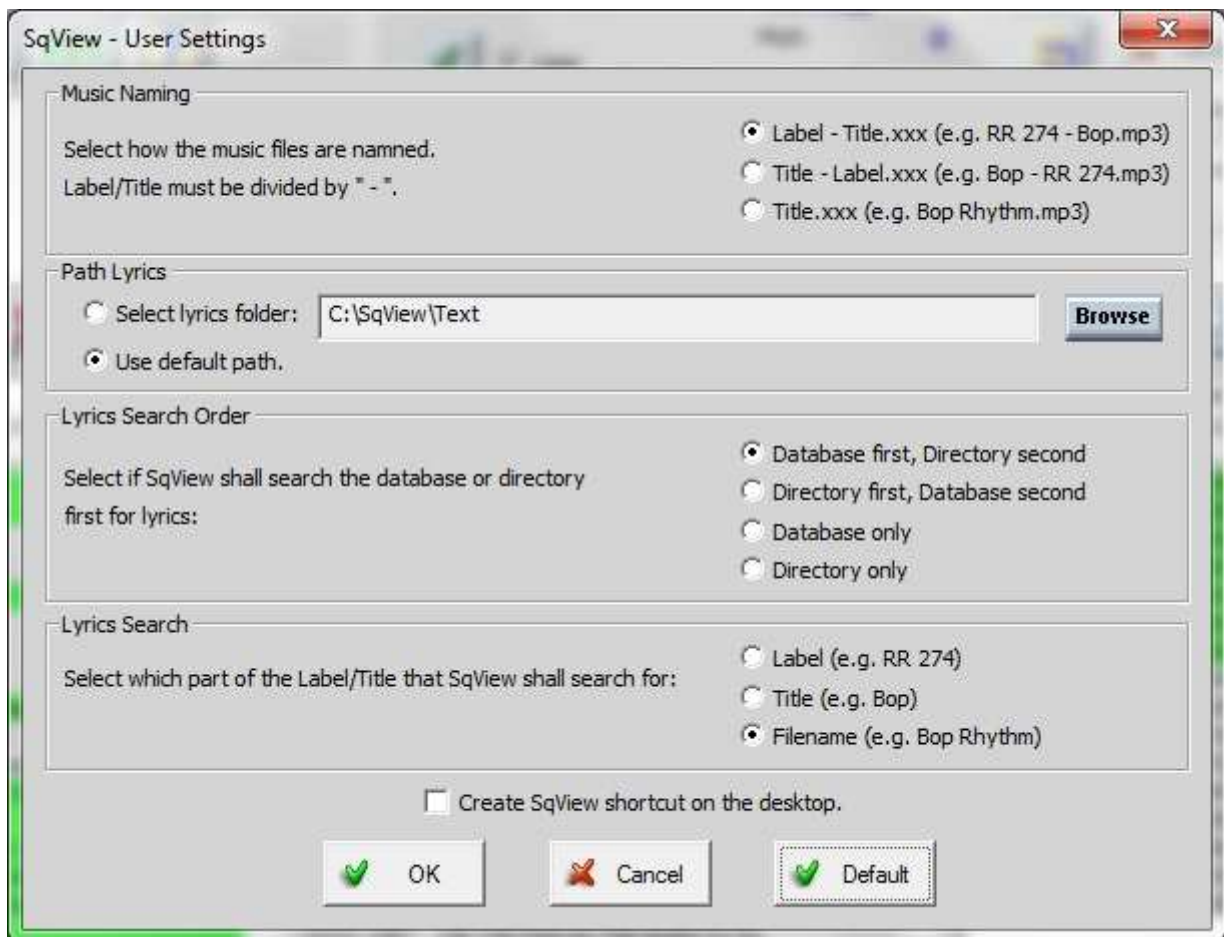 SqView - User Settings
Music Naming
Select how the music files are namned.
Label/Title must be divided by " - ".
Label - Title.xxx (e.g. RR 274 - Bop.mp3)
Title - Label.xxx (e.g. Bop - RR 274.mp3)
Title.xxx (e.g. Bop Rhythm.mp3)
Path Lyrics
Select lyrics folder: C:\SqView\Text Browse
Use default path.
Lyrics Search Order
Select if SqView shall search the database or directory
first for lyrics:
Database first, Directory second
Directory first, Database second
Database only
Directory only
Lyrics Search
Select which part of the Label/Title that SqView shall search for:
Label (e.g. RR 274)
Title (e.g. Bop)
Filename (e.g. Bop Rhythm)
Create SqView shortcut on the desktop.
OK Cancel Default